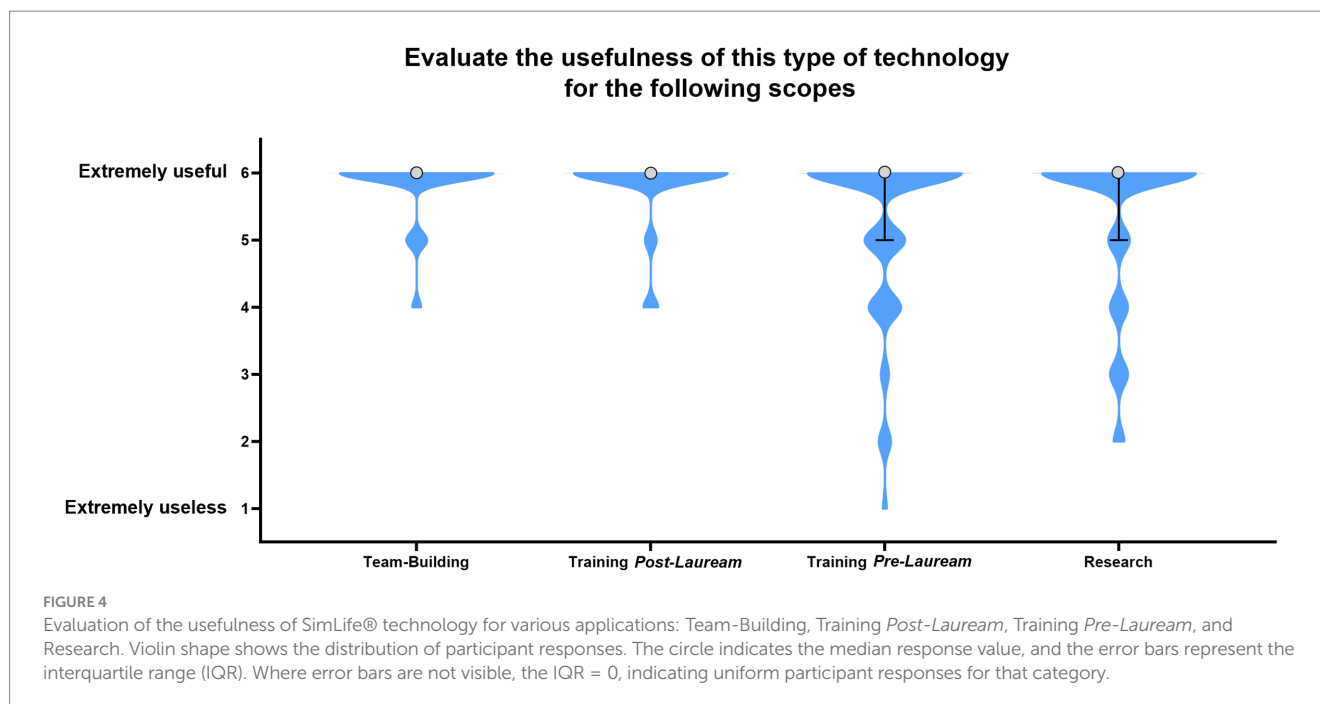 Evaluate the usefulness of this type of technology
for the following scopes
Extremely useful
6
5
4
3
2
Extremely useless
1
Team-Building
Training Post-Lauream
Training Pre-Lauream
Research
FIGURE 4
Evaluation of the usefulness of SimLife® technology for various applications: Team-Building, Training Post-Lauream, Training Pre-Lauream, and
Research. Violin shape shows the distribution of participant responses. The circle indicates the median response value, and the error bars represent the
interquartile range (IQR). Where error bars are not visible, the IQR = 0, indicating uniform participant responses for that category.